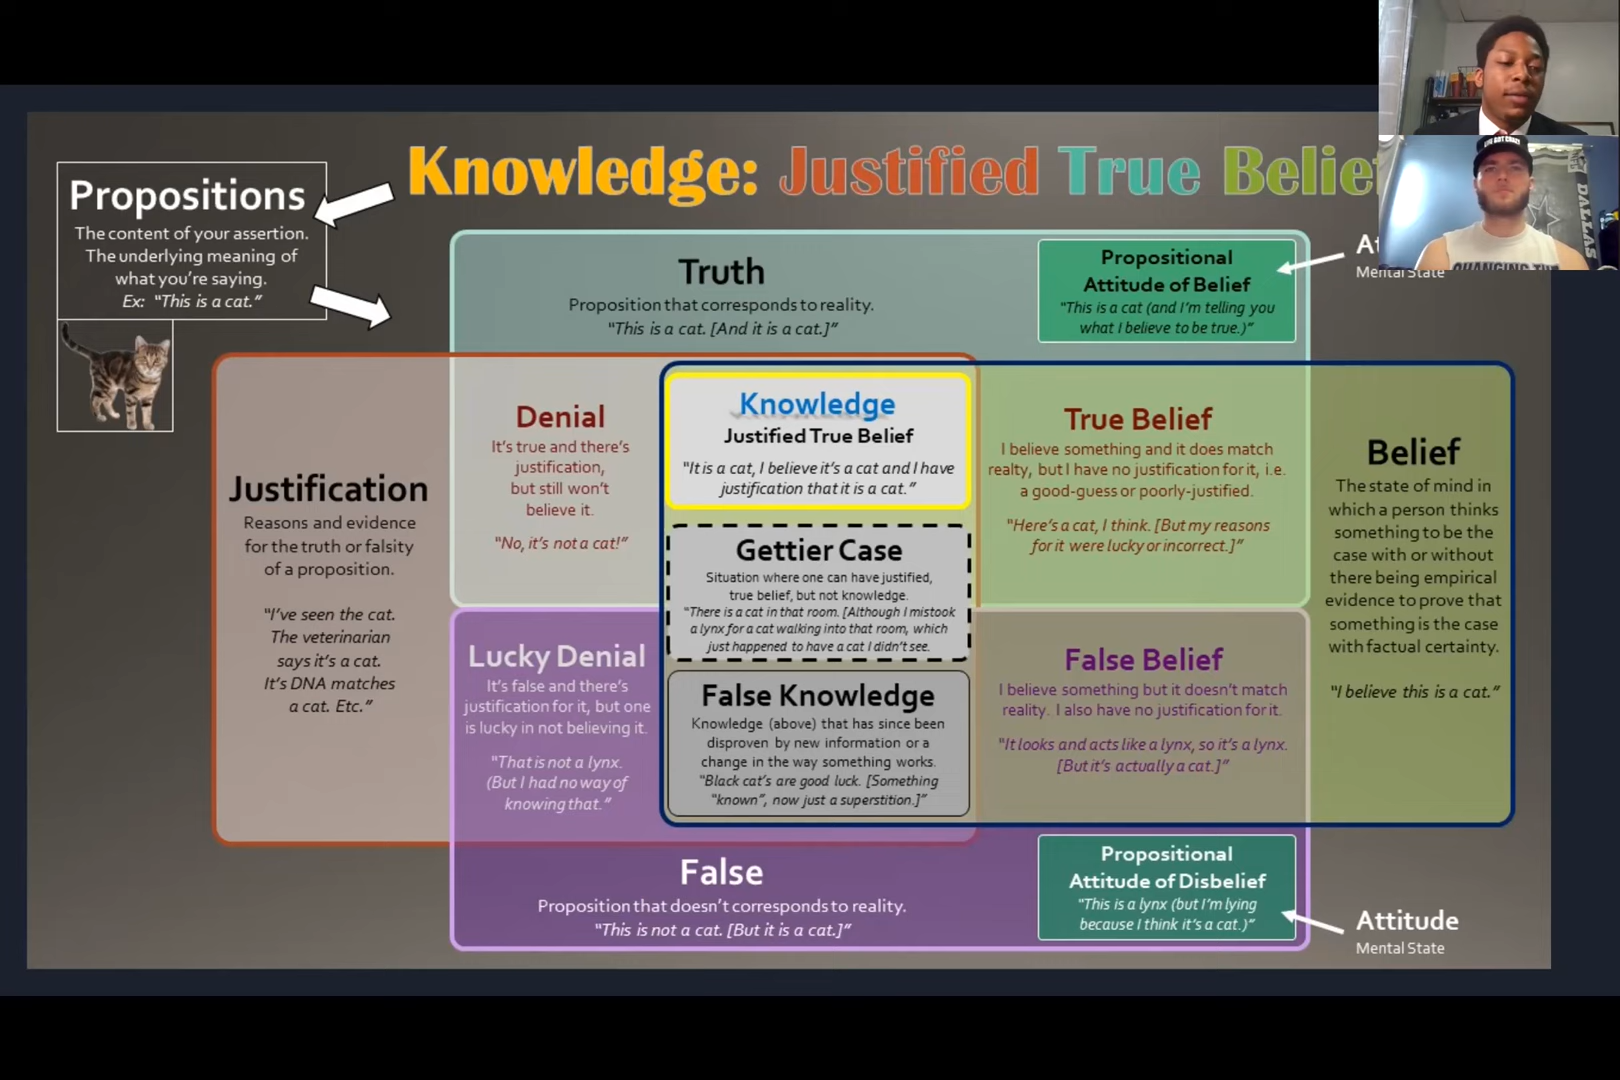 Knowledge: Justified True Belief
Propositions
The content of your assertion.
The underlying meaning of
what you're saying.
Ex: "This is a cat."
Truth
Proposition that corresponds to reality.
"This is a cat. [And it is a cat.]"
Propositional
Attitude of Belief
"This is a cat (and I'm telling you
what I believe to be true.)"
Mental State
DALLAS
Justification
Reasons and evidence
for the truth or falsity
of a proposition.
"I've seen the cat.
The veterinarian
says it's a cat.
It's DNA matches
a cat. Etc."
Denial
It's true and there's
justification,
but still won't
believe it.
"No, it's not a cat!"
Knowledge
Justified True Belief
"It is a cat, I believe it's a cat and I have
justification that it is a cat."
Gettier Case
Situation where one can have justified,
true belief, but not knowledge.
"There is a cat in that room. [Although I mistook
a lynx for a cat walking into that room, which
just happened to have a cat I didn't see.
True Belief
I believe something and it does match
realty, but I have no justification for it, i.e.
a good-guess or poorly-justified.
"Here's a cat, I think. [But my reasons
for it were lucky or incorrect.]"
Belief
The state of mind in
which a person thinks
something to be the
case with or without
there being empirical
evidence to prove that
something is the case
with factual certainty.
"I believe this is a cat."
Lucky Denial
It's false and there's
justification for it, but one
is lucky in not believing it.
"That is not a lynx.
(But I had no way of
knowing that."
False Knowledge
Knowledge (above) that has since been
disproven by new information or a
change in the way something works.
"Black cat's are good luck. [Something
"known", now just a superstition.]"
False Belief
I believe something but it doesn't match
reality. I also have no justification for it.
"It looks and acts like a lynx, so it's a lynx.
[But it's actually a cat.]"
False
Proposition that doesn't corresponds to reality.
"This is not a cat. [But it is a cat.]"
Propositional
Attitude of Disbelief
"This is a lynx (but I'm lying
because I think it's a cat.)"
Attitude
Mental State